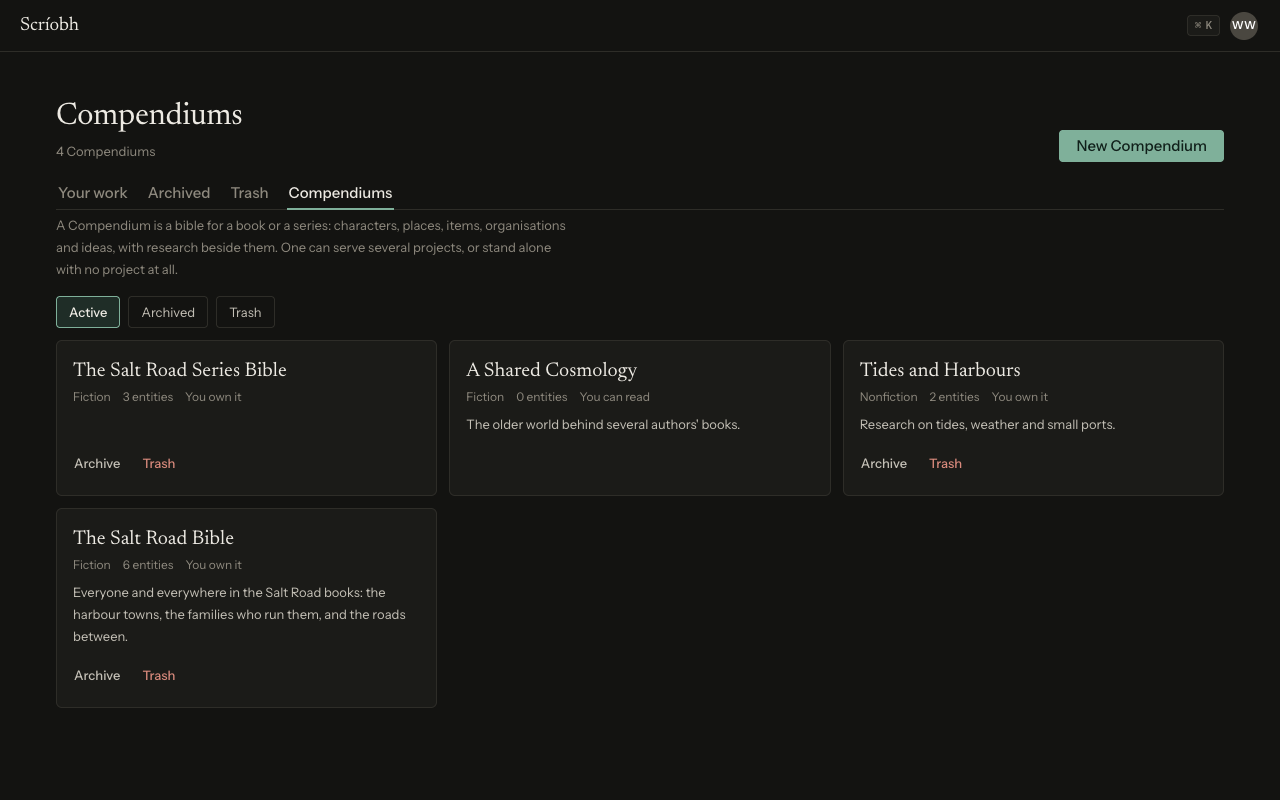 Scríobh
⌘ K
WW
Compendiums
4 Compendiums
New Compendium
Your work
Archived
Trash
Compendiums
A Compendium is a bible for a book or a series: characters, places, items, organisations
and ideas, with research beside them. One can serve several projects, or stand alone
with no project at all.
Active
Archived
Trash
The Salt Road Series Bible
Fiction 3 entities You own it
Archive Trash
A Shared Cosmology
Fiction 0 entities You can read
The older world behind several authors' books.
Tides and Harbours
Nonfiction 2 entities You own it
Research on tides, weather and small ports.
Archive Trash
The Salt Road Bible
Fiction 6 entities You own it
Everyone and everywhere in the Salt Road books: the
harbour towns, the families who run them, and the roads
between.
Archive Trash